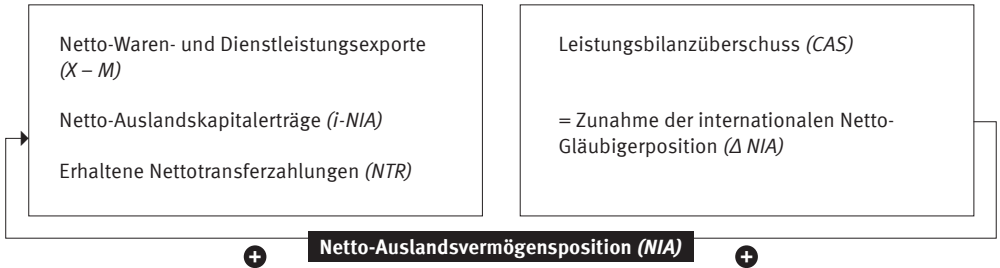 Netto-Waren- und Dienstleistungsexporte
(X – M)
Netto-Auslandskapitalerträge (i-NIA)
Erhaltene Nettotransferzahlungen (NTR)
Leistungsbilanzüberschuss (CAS)
= Zunahme der internationalen Netto-
Gläubigerposition (Δ NIA)
+ Netto-Auslandsvermögensposition (NIA) +